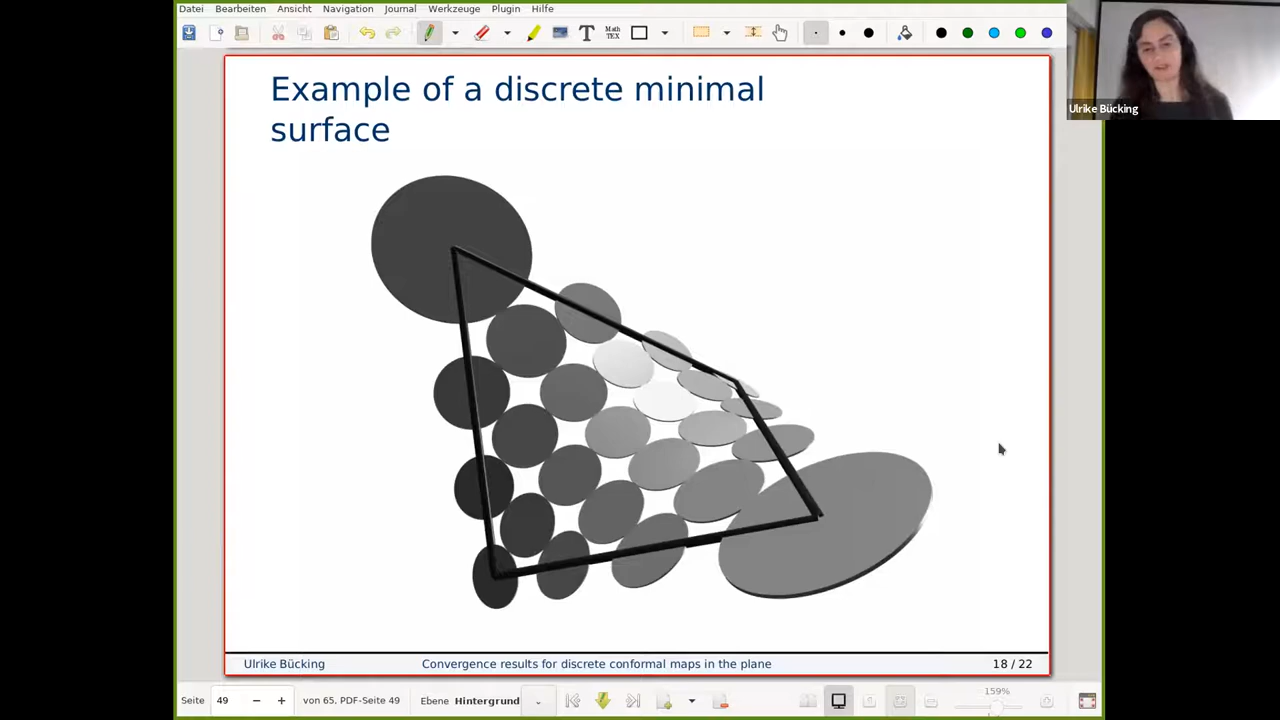 Datei Bearbeiten Ansicht Navigation Journal Werkzeuge Plugin Hilfe
T Math TEX
Ulrike Bücking
Example of a discrete minimal
surface
Ulrike Bücking Convergence results for discrete conformal maps in the plane 18 / 22
159%
Seite 49 von 65, PDF-Seite 49 Ebene Hintergrund